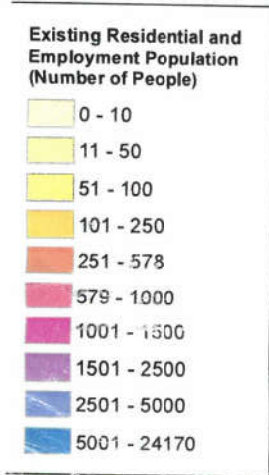 Existing Residential and
Employment Population
(Number of People)
0 - 10
11 - 50
51 - 100
101 - 250
251 - 578
579 - 1000
1001 - 1500
1501 - 2500
2501 - 5000
5001 - 24170